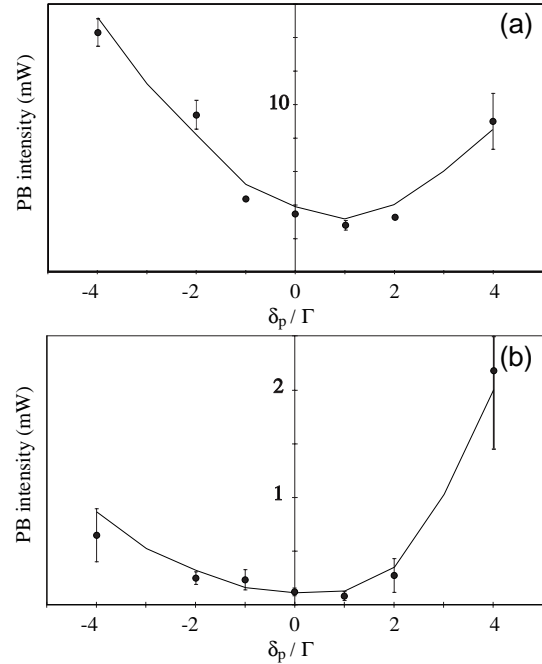 (a)
PB intensity (mW)
10
-4 -2 0 2 4
δp / Γ
(b)
PB intensity (mW)
2
1
-4 -2 0 2 4
δp / Γ